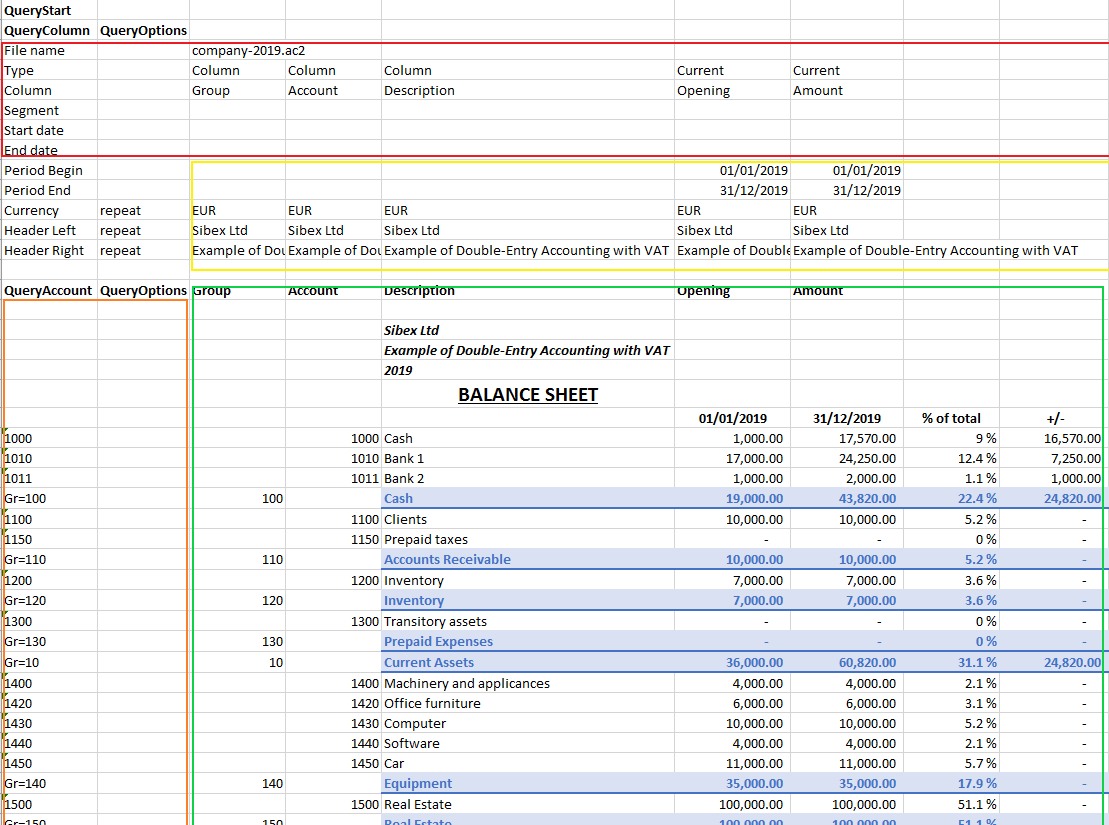 QueryStart
QueryColumn QueryOptions
File name company-2019.ac2
Type Column Column Column Current Current
Column Group Account Description Opening Amount
Segment
Start date
End date
Period Begin 01/01/2019 01/01/2019
Period End 31/12/2019 31/12/2019
Currency repeat EUR EUR EUR EUR EUR
Header Left repeat Sibex Ltd Sibex Ltd Sibex Ltd Sibex Ltd Sibex Ltd
Header Right repeat Example of Dou Example of Dou Example of Double-Entry Accounting with VAT Example of Double Example of Double-Entry Accounting with VAT
QueryAccount QueryOptions Group Account Description Opening Amount
Sibex Ltd
Example of Double-Entry Accounting with VAT
2019
BALANCE SHEET
01/01/2019 31/12/2019 % of total +/-
1000 1000 Cash 1,000.00 17,570.00 9 % 16,570.00
1010 1010 Bank 1 17,000.00 24,250.00 12.4 % 7,250.00
1011 1011 Bank 2 1,000.00 2,000.00 1.1 % 1,000.00
Gr=100 100 Cash 19,000.00 43,820.00 22.4 % 24,820.00
1100 1100 Clients 10,000.00 10,000.00 5.2 % -
1150 1150 Prepaid taxes - - 0 % -
Gr=110 110 Accounts Receivable 10,000.00 10,000.00 5.2 % -
1200 1200 Inventory 7,000.00 7,000.00 3.6 % -
Gr=120 120 Inventory 7,000.00 7,000.00 3.6 % -
1300 1300 Transitory assets - - 0 % -
Gr=130 130 Prepaid Expenses - - 0 % -
Gr=10 10 Current Assets 36,000.00 60,820.00 31.1 % 24,820.00
1400 1400 Machinery and applicances 4,000.00 4,000.00 2.1 % -
1420 1420 Office furniture 6,000.00 6,000.00 3.1 % -
1430 1430 Computer 10,000.00 10,000.00 5.2 % -
1440 1440 Software 4,000.00 4,000.00 2.1 % -
1450 1450 Car 11,000.00 11,000.00 5.7 % -
Gr=140 140 Equipment 35,000.00 35,000.00 17.9 % -
1500 1500 Real Estate 100,000.00 100,000.00 51.1 % -
Gr=150 150 Real Estate 100,000.00 100,000.00 51.1 % -